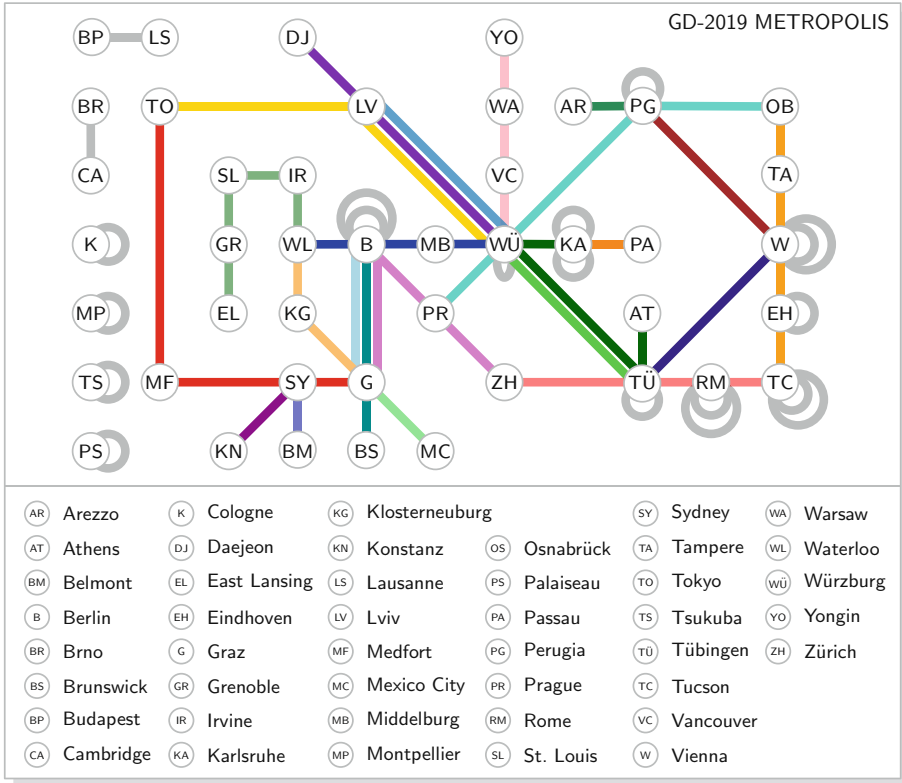 GD-2019 METROPOLIS
BP LS DJ YO
BR TO LV WA AR PG OB
CA SL IR VC TA
K GR WL B MB WÜ KA PA W
MP EL KG PR AT EH
TS MF SY G ZH TÜ RM TC
PS KN BM BS MC
AR Arezzo K Cologne KG Klosterneuburg SY Sydney WA Warsaw
AT Athens DJ Daejeon KN Konstanz OS Osnabrück TA Tampere WL Waterloo
BM Belmont EL East Lansing LS Lausanne PS Palaiseau TO Tokyo WÜ Würzburg
B Berlin EH Eindhoven LV Lviv PA Passau TS Tsukuba YO Yongin
BR Brno G Graz MF Medfort PG Perugia TÜ Tübingen ZH Zürich
BS Brunswick GR Grenoble MC Mexico City PR Prague TC Tucson
BP Budapest IR Irvine MB Middelburg RM Rome VC Vancouver
CA Cambridge KA Karlsruhe MP Montpellier SL St. Louis W Vienna